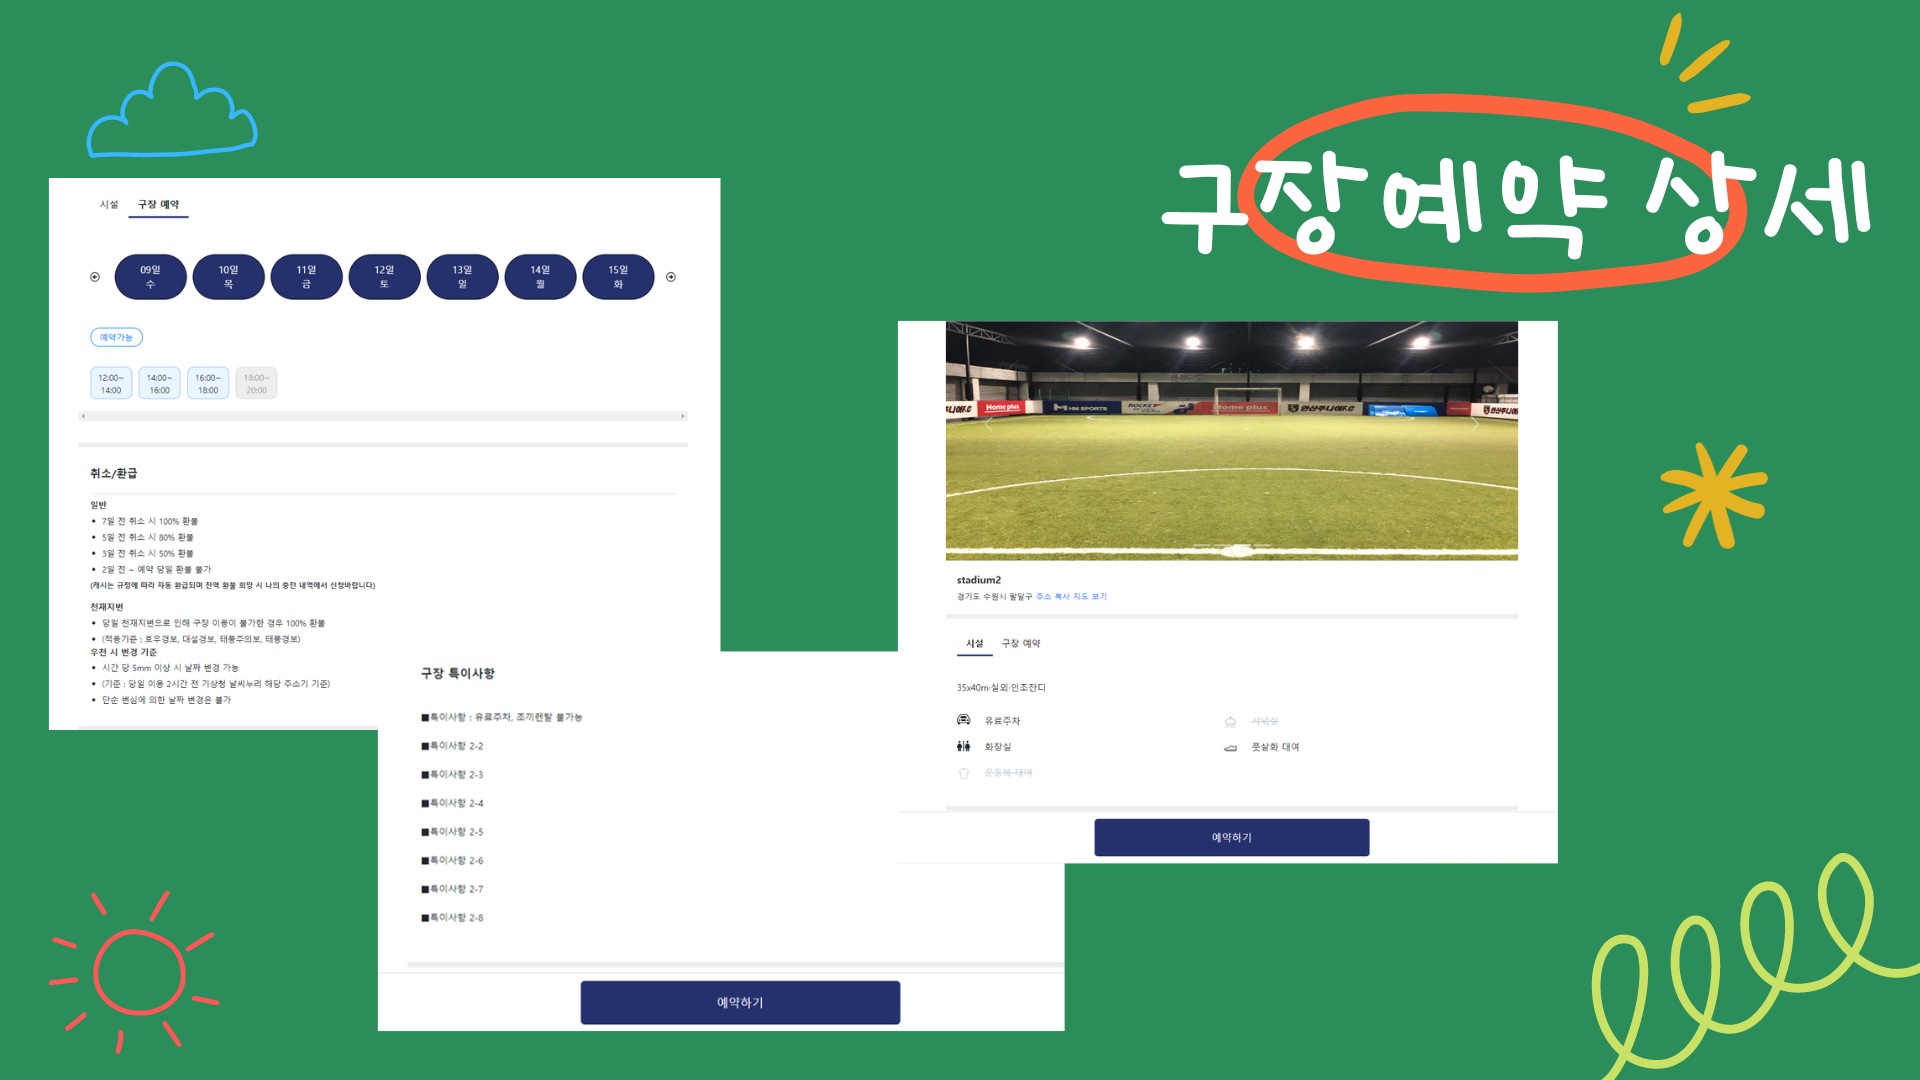 구장예약 상세
시설 구장 예약
09일 10일 11일 12일 13일 14일 15일
수 목 금 토 일 월 화
예약가능
12:00~ 14:00~ 16:00~ 18:00~
14:00 16:00 18:00 20:00
취소/환급
일반
7일 전 취소 시 100% 환불
5일 전 취소 시 80% 환불
3일 전 취소 시 50% 환불
2일 전 ~ 예약 당일 환불 불가
(캐시는 규정에 따라 자동 환급되며 잔액 환불 희망 시 나의 충전 내역에서 신청바랍니다)
천재지변
당일 천재지변으로 인해 구장 이용이 불가한 경우 100% 환불
(적용기준 : 호우경보, 대설경보, 태풍주의보, 태풍경보)
우천 시 변경 기준
시간 당 5mm 이상 시 날짜 변경 가능
(기준 : 당일 이용 2시간 전 기상청 날씨누리 해당 주소기 기준)
단순 변심에 의한 날짜 변경은 불가
구장 특이사항
■특이사항 : 유료주차, 조끼렌탈 불가능
■특이사항 2-2
■특이사항 2-3
■특이사항 2-4
■특이사항 2-5
■특이사항 2-6
■특이사항 2-7
■특이사항 2-8
예약하기
Home plus HM SPORTS Home plus
stadium2
경기도 수원시 팔달구 주소 복사 지도 보기
시설 구장 예약
35x40m·실외·인조잔디
유료주차 샤워실
화장실 풋살화 대여
운동복 대여
예약하기